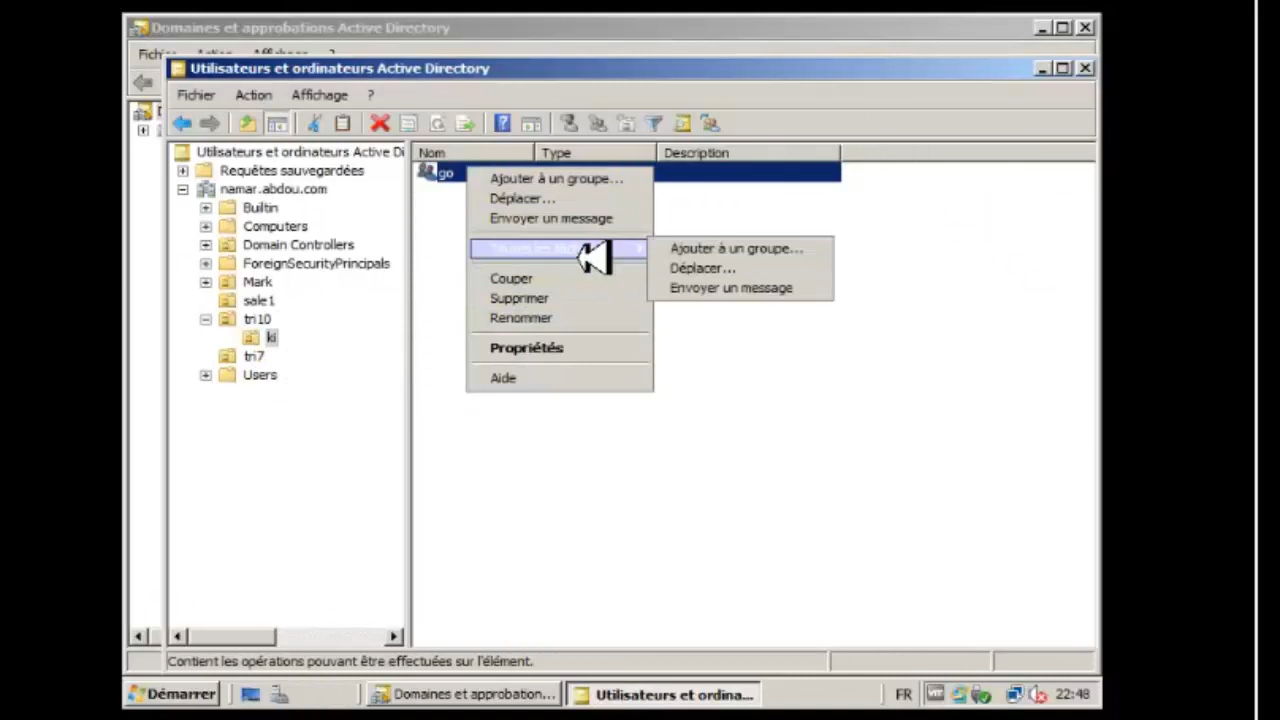 Domaines et approbations Active Directory
Utilisateurs et ordinateurs Active Directory
Fichier Action Affichage ?
Utilisateurs et ordinateurs Active Di
Requêtes sauvegardées
namar.abdou.com
Builtin
Computers
Domain Controllers
ForeignSecurityPrincipals
Mark
sale1
tri10
ki
tri7
Users
Nom Type Description
go
Ajouter à un groupe...
Déplacer...
Envoyer un message
Couper
Supprimer
Renommer
Propriétés
Aide
Ajouter à un groupe...
Déplacer...
Envoyer un message
Contient les opérations pouvant être effectuées sur l'élément.
Démarrer Domaines et approbation... Utilisateurs et ordina... FR 22:48